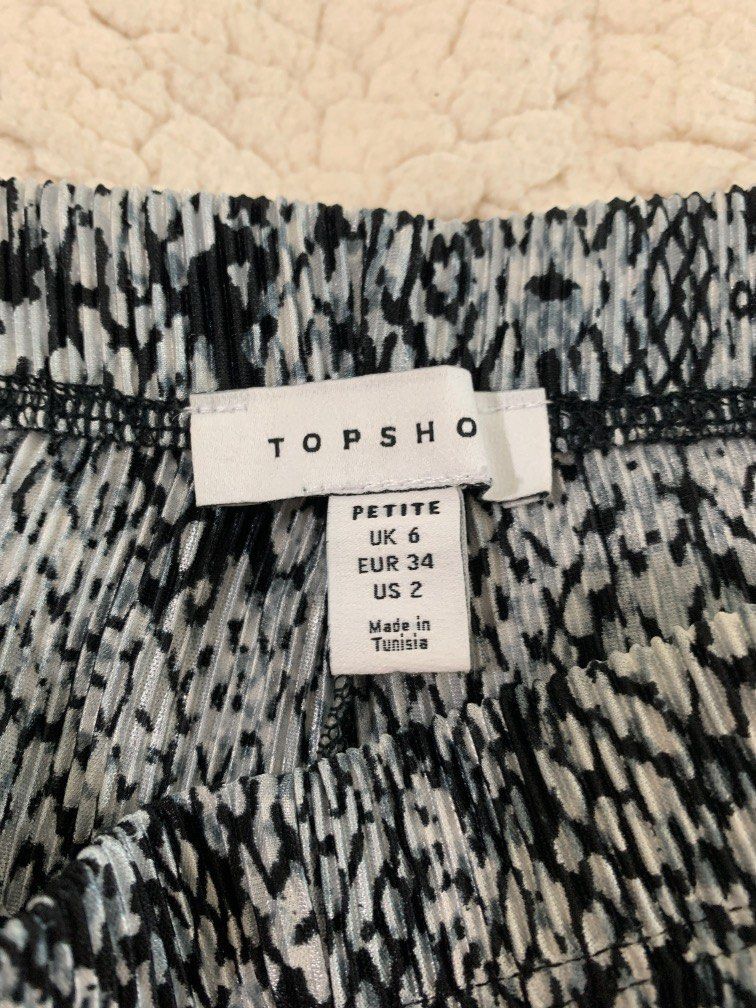 TOPSHO
PETITE
UK 6
EUR 34
US 2
Made in
Tunisia